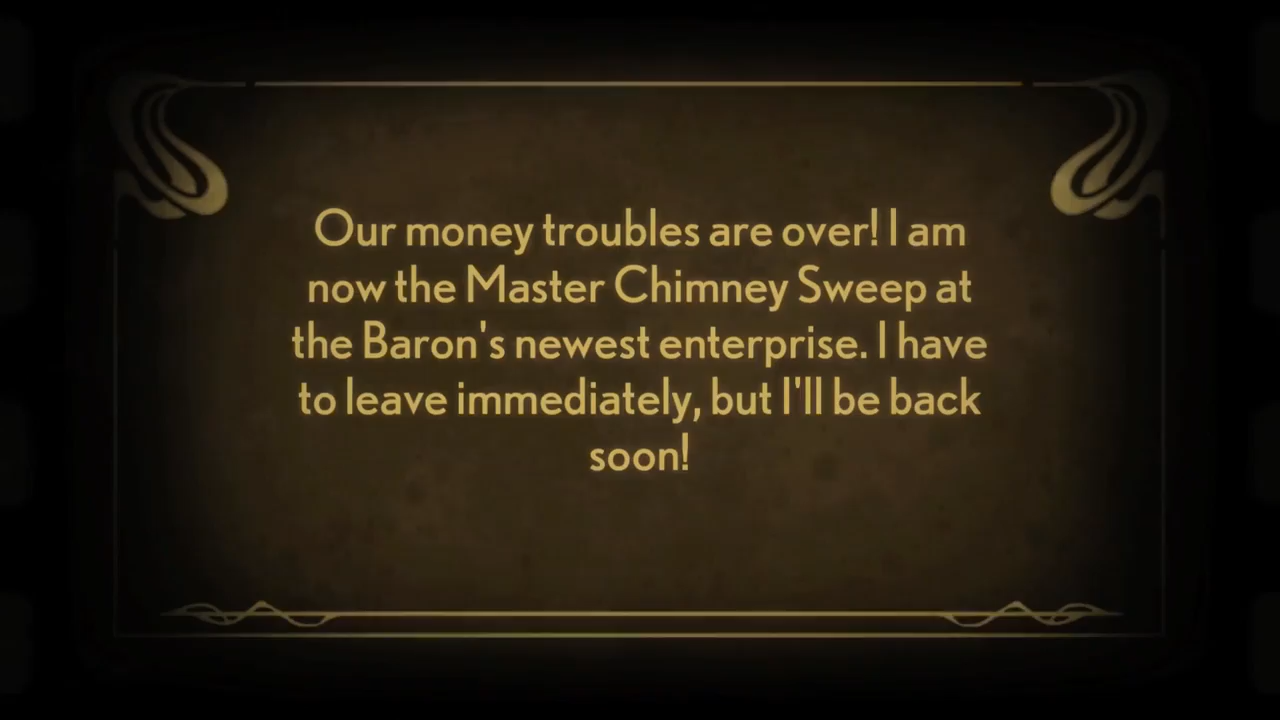 Our money troubles are over! I am
now the Master Chimney Sweep at
the Baron's newest enterprise. I have
to leave immediately, but I'll be back
soon!